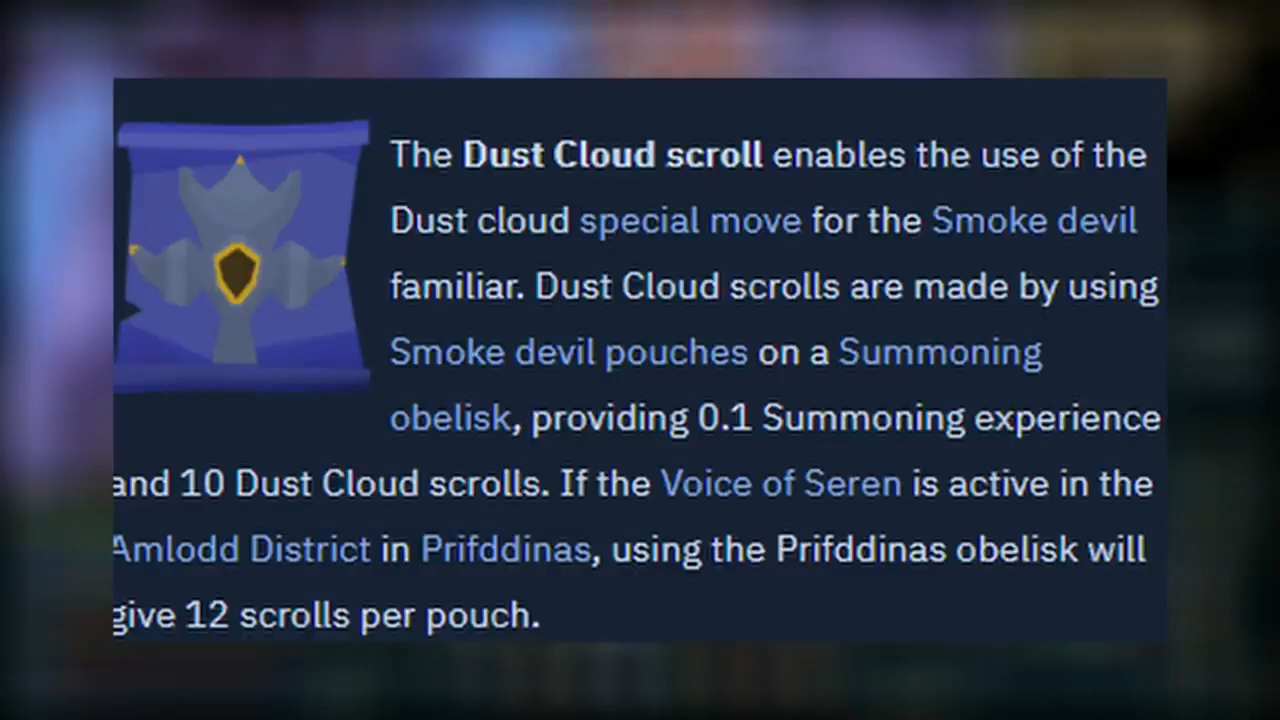 The Dust Cloud scroll enables the use of the
Dust cloud special move for the Smoke devil
familiar. Dust Cloud scrolls are made by using
Smoke devil pouches on a Summoning
obelisk, providing 0.1 Summoning experience
and 10 Dust Cloud scrolls. If the Voice of Seren is active in the
Amlodd District in Prifddinas, using the Prifddinas obelisk will
give 12 scrolls per pouch.